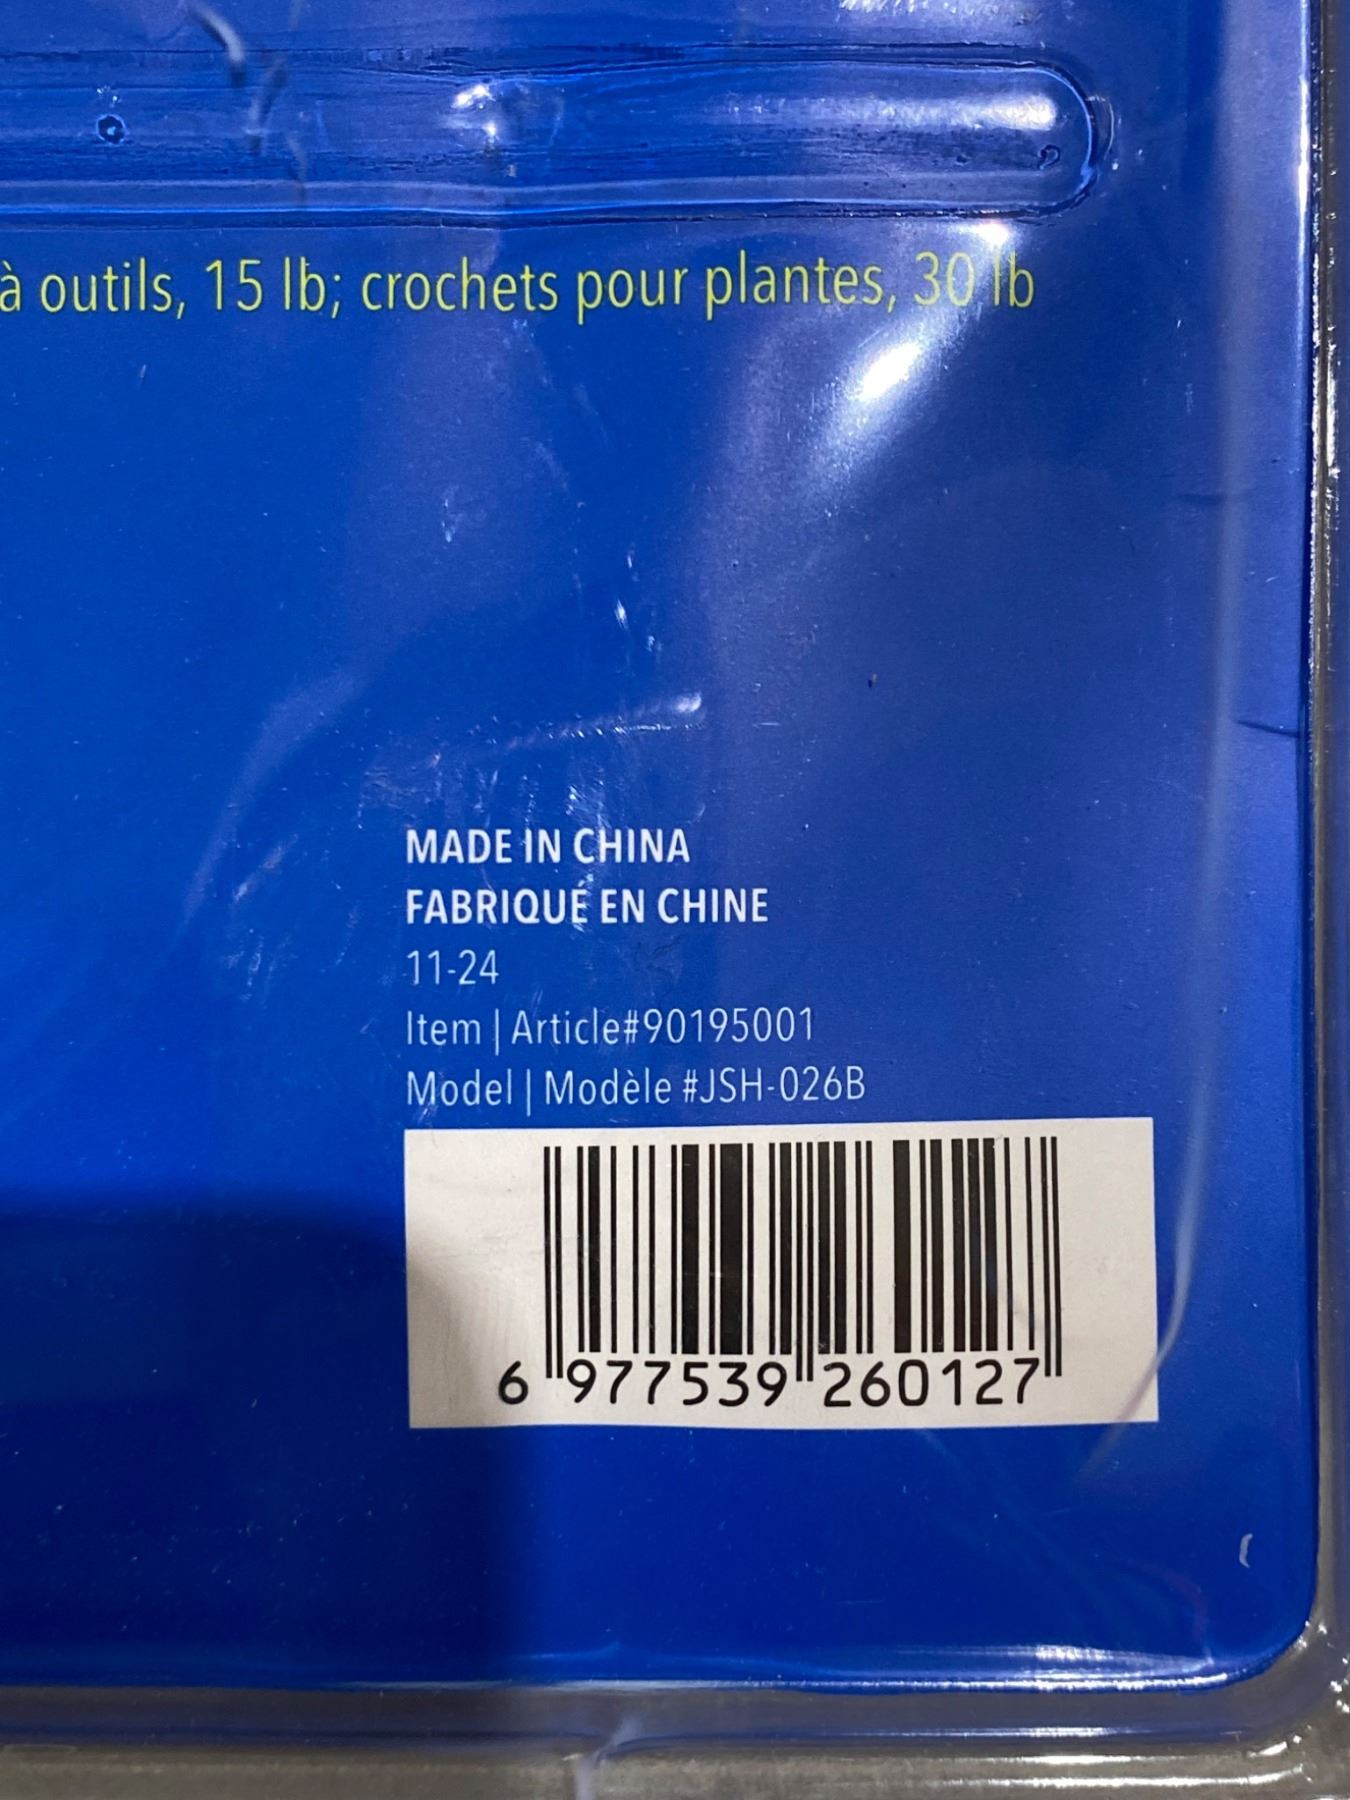 à outils, 15 lb; crochets pour plantes, 30 lb
MADE IN CHINA
FABRIQUÉ EN CHINE
11-24
Item | Article#90195001
Model | Modèle #JSH-026B
6 977539 260127